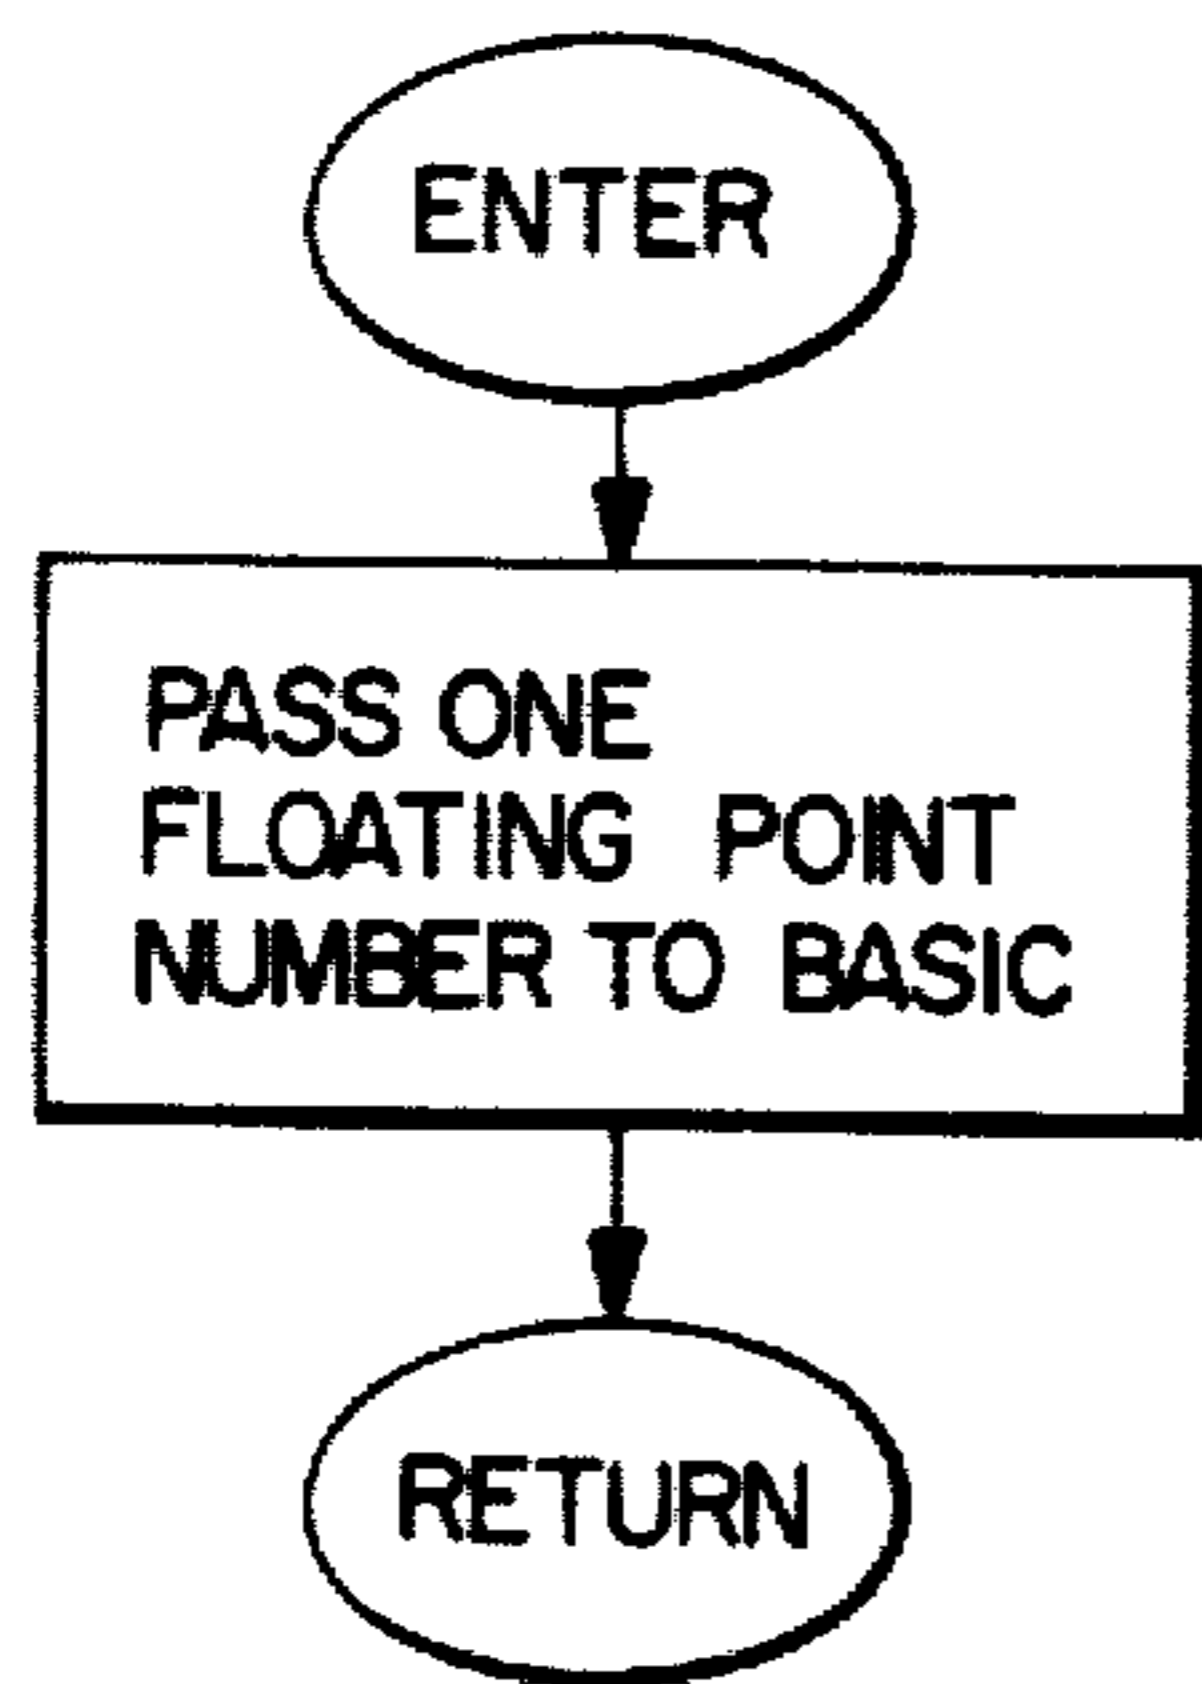 ENTER
PASS ONE
FLOATING POINT
NUMBER TO BASIC
RETURN